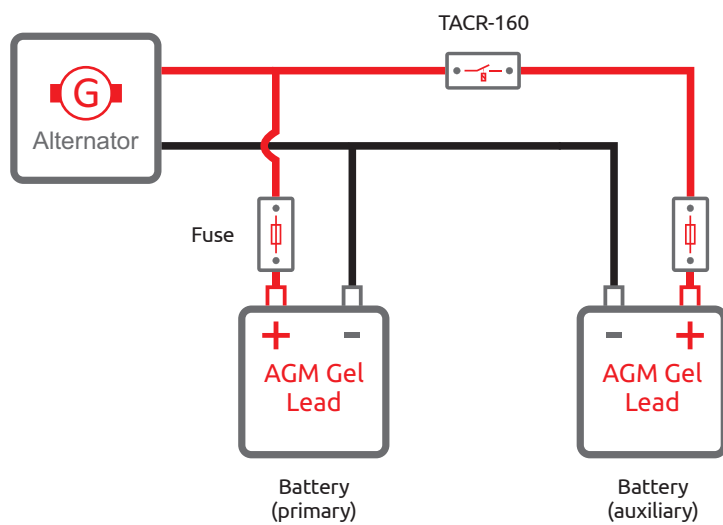 TACR-160
G
Alternator
Fuse
+ -
AGM Gel
Lead
- +
AGM Gel
Lead
Battery
(primary)
Battery
(auxiliary)